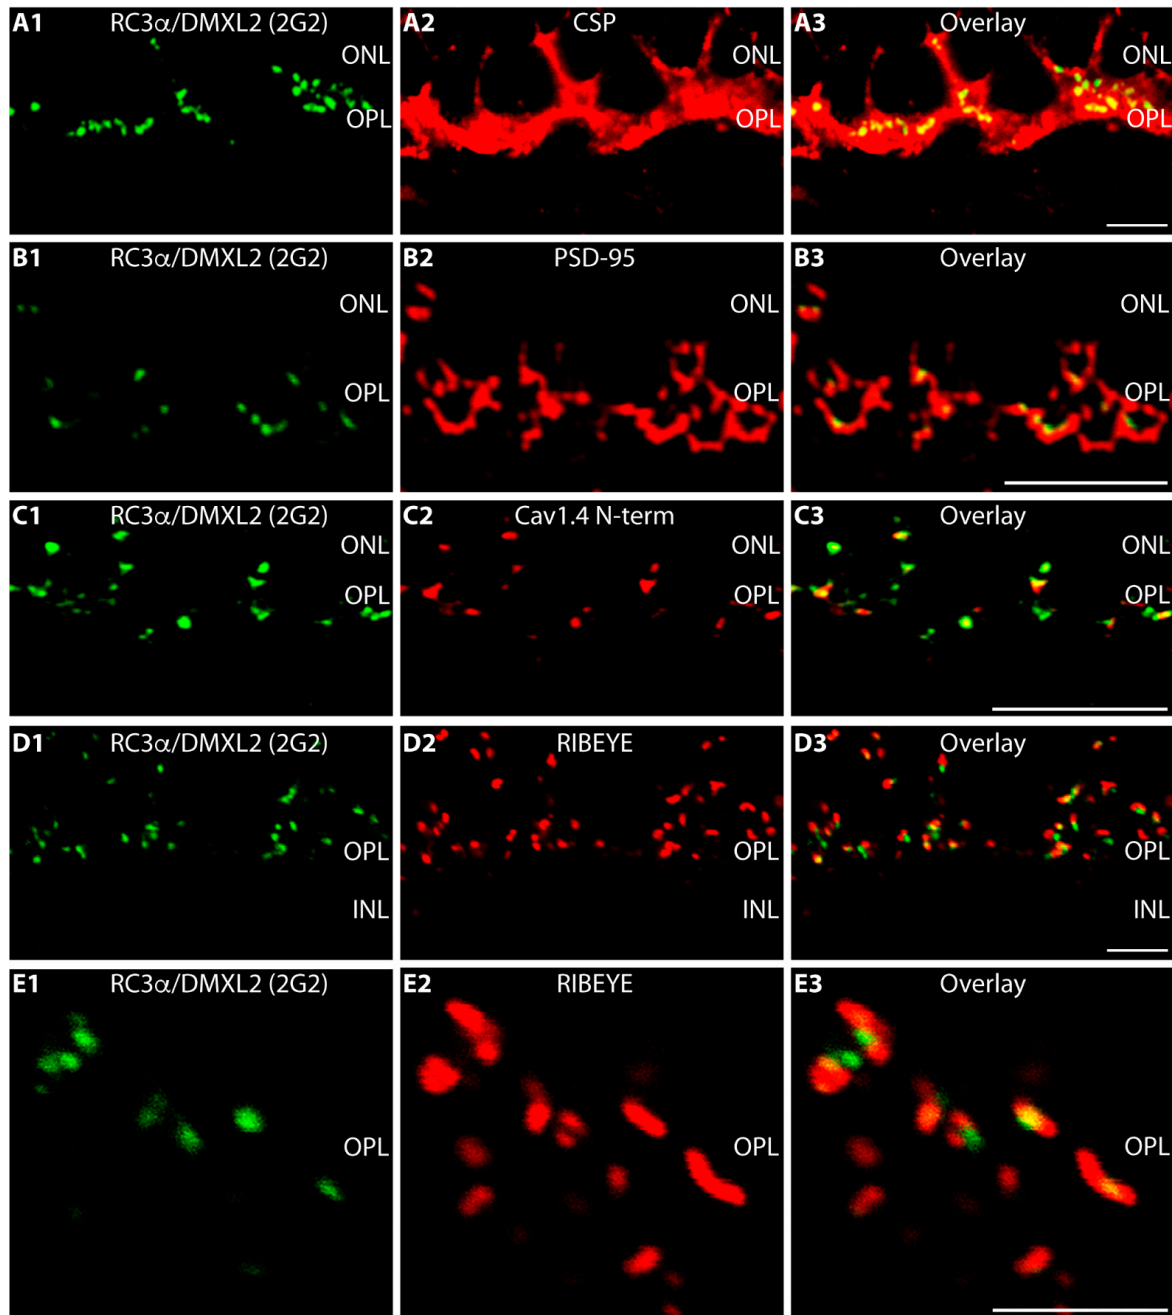 A1 RC3α/DMXL2 (2G2) ONL OPL
A2 CSP ONL OPL
A3 Overlay ONL OPL
B1 RC3α/DMXL2 (2G2) ONL OPL
B2 PSD-95 ONL OPL
B3 Overlay ONL OPL
C1 RC3α/DMXL2 (2G2) ONL OPL
C2 Cav1.4 N-term ONL OPL
C3 Overlay ONL OPL
D1 RC3α/DMXL2 (2G2) OPL INL
D2 RIBEYE OPL INL
D3 Overlay OPL INL
E1 RC3α/DMXL2 (2G2) OPL
E2 RIBEYE OPL
E3 Overlay OPL